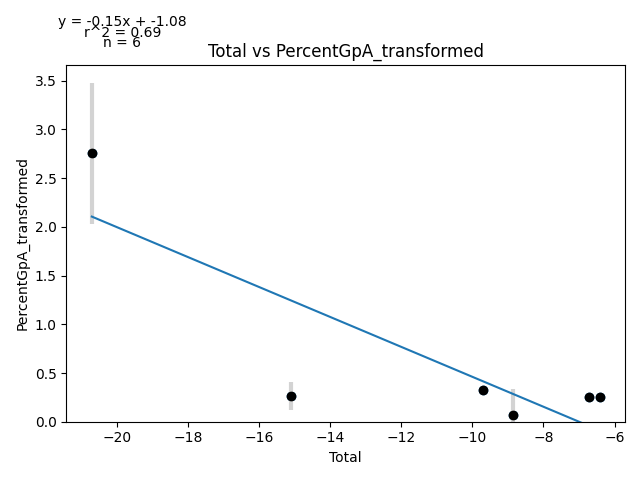 y = -0.15x + -1.08
r^2 = 0.69
n = 6
Total vs PercentGpA_transformed
3.5
3.0
2.5
2.0
1.5
1.0
0.5
0.0
PercentGpA_transformed
−20
−18
−16
−14
−12
−10
−8
−6
Total